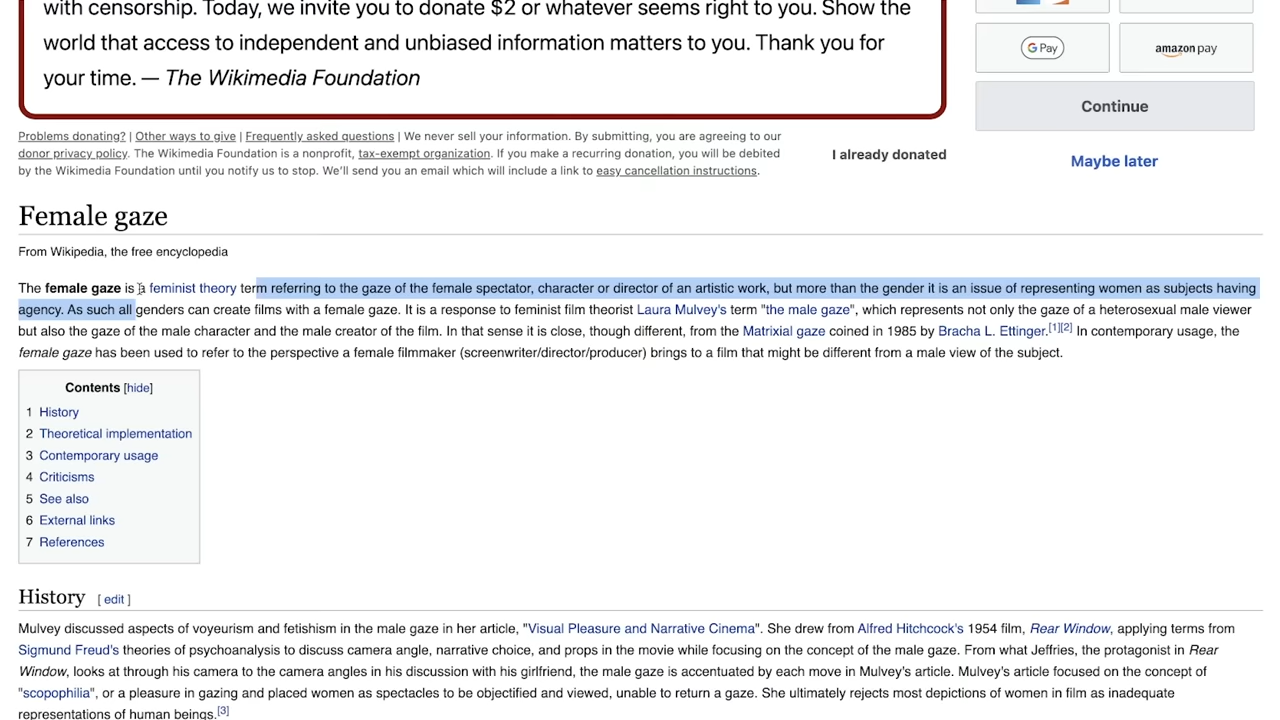 with censorship. Today, we invite you to donate $2 or whatever seems right to you. Show the
world that access to independent and unbiased information matters to you. Thank you for
your time. — The Wikimedia Foundation
G Pay
amazon pay
Continue
Problems donating? | Other ways to give | Frequently asked questions | We never sell your information. By submitting, you are agreeing to our
donor privacy policy. The Wikimedia Foundation is a nonprofit, tax-exempt organization. If you make a recurring donation, you will be debited
by the Wikimedia Foundation until you notify us to stop. We'll send you an email which will include a link to easy cancellation instructions.
I already donated
Maybe later
Female gaze
From Wikipedia, the free encyclopedia
The female gaze is a feminist theory term referring to the gaze of the female spectator, character or director of an artistic work, but more than the gender it is an issue of representing women as subjects having
agency. As such all genders can create films with a female gaze. It is a response to feminist film theorist Laura Mulvey's term "the male gaze", which represents not only the gaze of a heterosexual male viewer
but also the gaze of the male character and the male creator of the film. In that sense it is close, though different, from the Matrixial gaze coined in 1985 by Bracha L. Ettinger.[1][2] In contemporary usage, the
female gaze has been used to refer to the perspective a female filmmaker (screenwriter/director/producer) brings to a film that might be different from a male view of the subject.
Contents [hide]
1 History
2 Theoretical implementation
3 Contemporary usage
4 Criticisms
5 See also
6 External links
7 References
History [ edit ]
Mulvey discussed aspects of voyeurism and fetishism in the male gaze in her article, "Visual Pleasure and Narrative Cinema". She drew from Alfred Hitchcock's 1954 film, Rear Window, applying terms from
Sigmund Freud's theories of psychoanalysis to discuss camera angle, narrative choice, and props in the movie while focusing on the concept of the male gaze. From what Jeffries, the protagonist in Rear
Window, looks at through his camera to the camera angles in his discussion with his girlfriend, the male gaze is accentuated by each move in Mulvey's article. Mulvey's article focused on the concept of
"scopophilia", or a pleasure in gazing and placed women as spectacles to be objectified and viewed, unable to return a gaze. She ultimately rejects most depictions of women in film as inadequate
representations of human beings.[3]